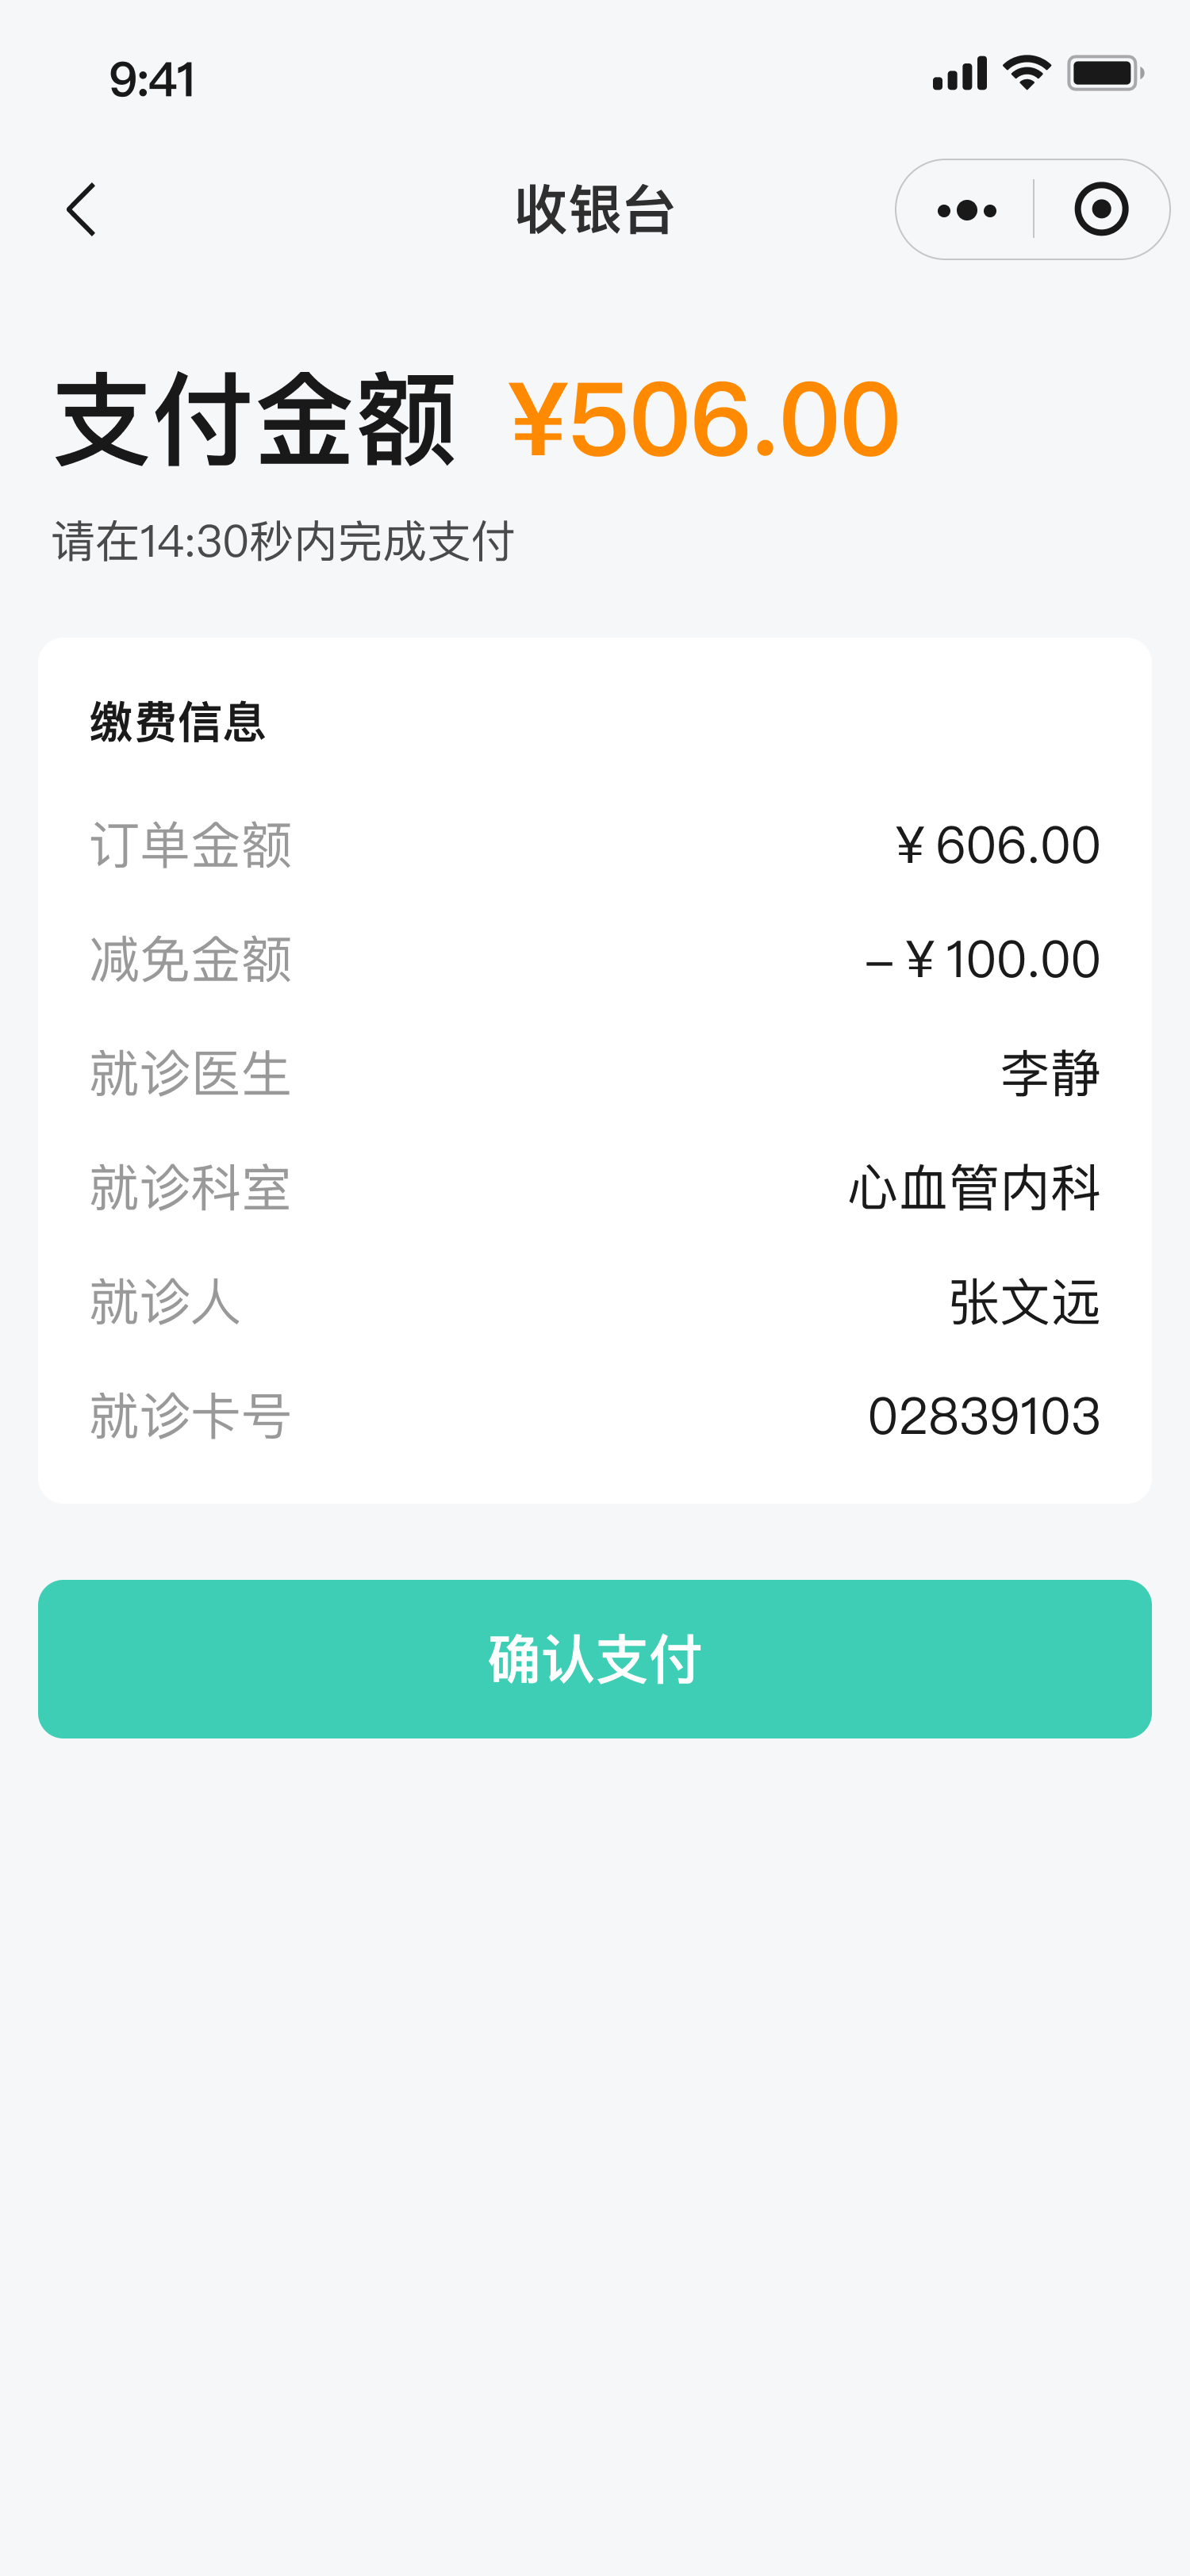 9:41
收银台
支付金额 ¥506.00
请在14:30秒内完成支付
缴费信息
订单金额 ¥ 606.00
减免金额 – ¥ 100.00
就诊医生 李静
就诊科室 心血管内科
就诊人 张文远
就诊卡号 02839103
确认支付